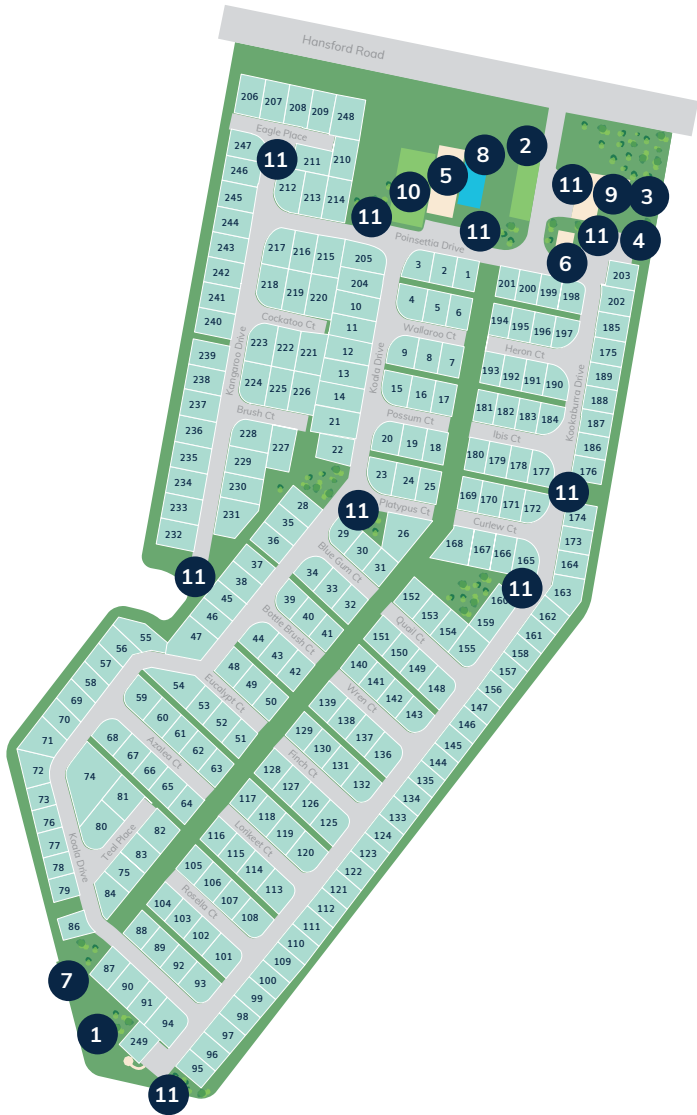 Hansford Road
206 207 208 209 248
Eagle Place
247 11 211 210
246 212 213 214
245
244
243
242
241
240
2
8
5
10
11
11
11 9 3
11 4
6
Poinsettia Drive
217 216 215 205
218 219 220 204
10
Cockatoo Ct
11
223 222 221 12
13
224 225 226 14
Brush Ct
21
22
Kangaroo Drive
239
238
237
236
235
234
233
232
228 227
229
230
231
Koala Drive
3 2 1
4 5 6
Wallaroo Ct
9 8 7
15 16 17
Possum Ct
20 19 18
23 24 25
Platypus Ct
26
201 200 199 198
194 195 196 197
Heron Ct
193 192 191 190
181 182 183 184
Ibis Ct
180 179 178 177
169 170 171 172
Curlew Ct
168 167 166 165
Kookaburra Drive
203
202
185
175
189
188
187
186
176
11
174
173
164
163
11
160
159
162
161
158
157
156
147
146
145
144
135
134
133
124
123
122
121
112
111
110
109
100
99
98
97
96
95
11
28
35
36
37
38
45
46
47
11
29
30
31
Blue Gum Ct
34 33 32
39 40 41
Bottle Brush Ct
44 43 42
48 49 50
Eucalypt Ct
54 53 52 51
59 60 61 62 63
Azalea Ct
68 67 66 65 64
152 153 154 155
Quail Ct
151 150 149 148
140 141 142 143
Wren Ct
139 138 137 136
129 130 131 132
Finch Ct
128 127 126 125
117 118 119 120
Lorikeet Ct
116 115 114 113
105 106 107 108
Rosella Ct
104 103 102 101
88 89 92 93
11
55
56
57
58
69
70
71
72
73
76
77
78
79
86
74 81
80
Teal Place
82
83
75
84
Koala Drive
87
90
91
94
249
7
1
11